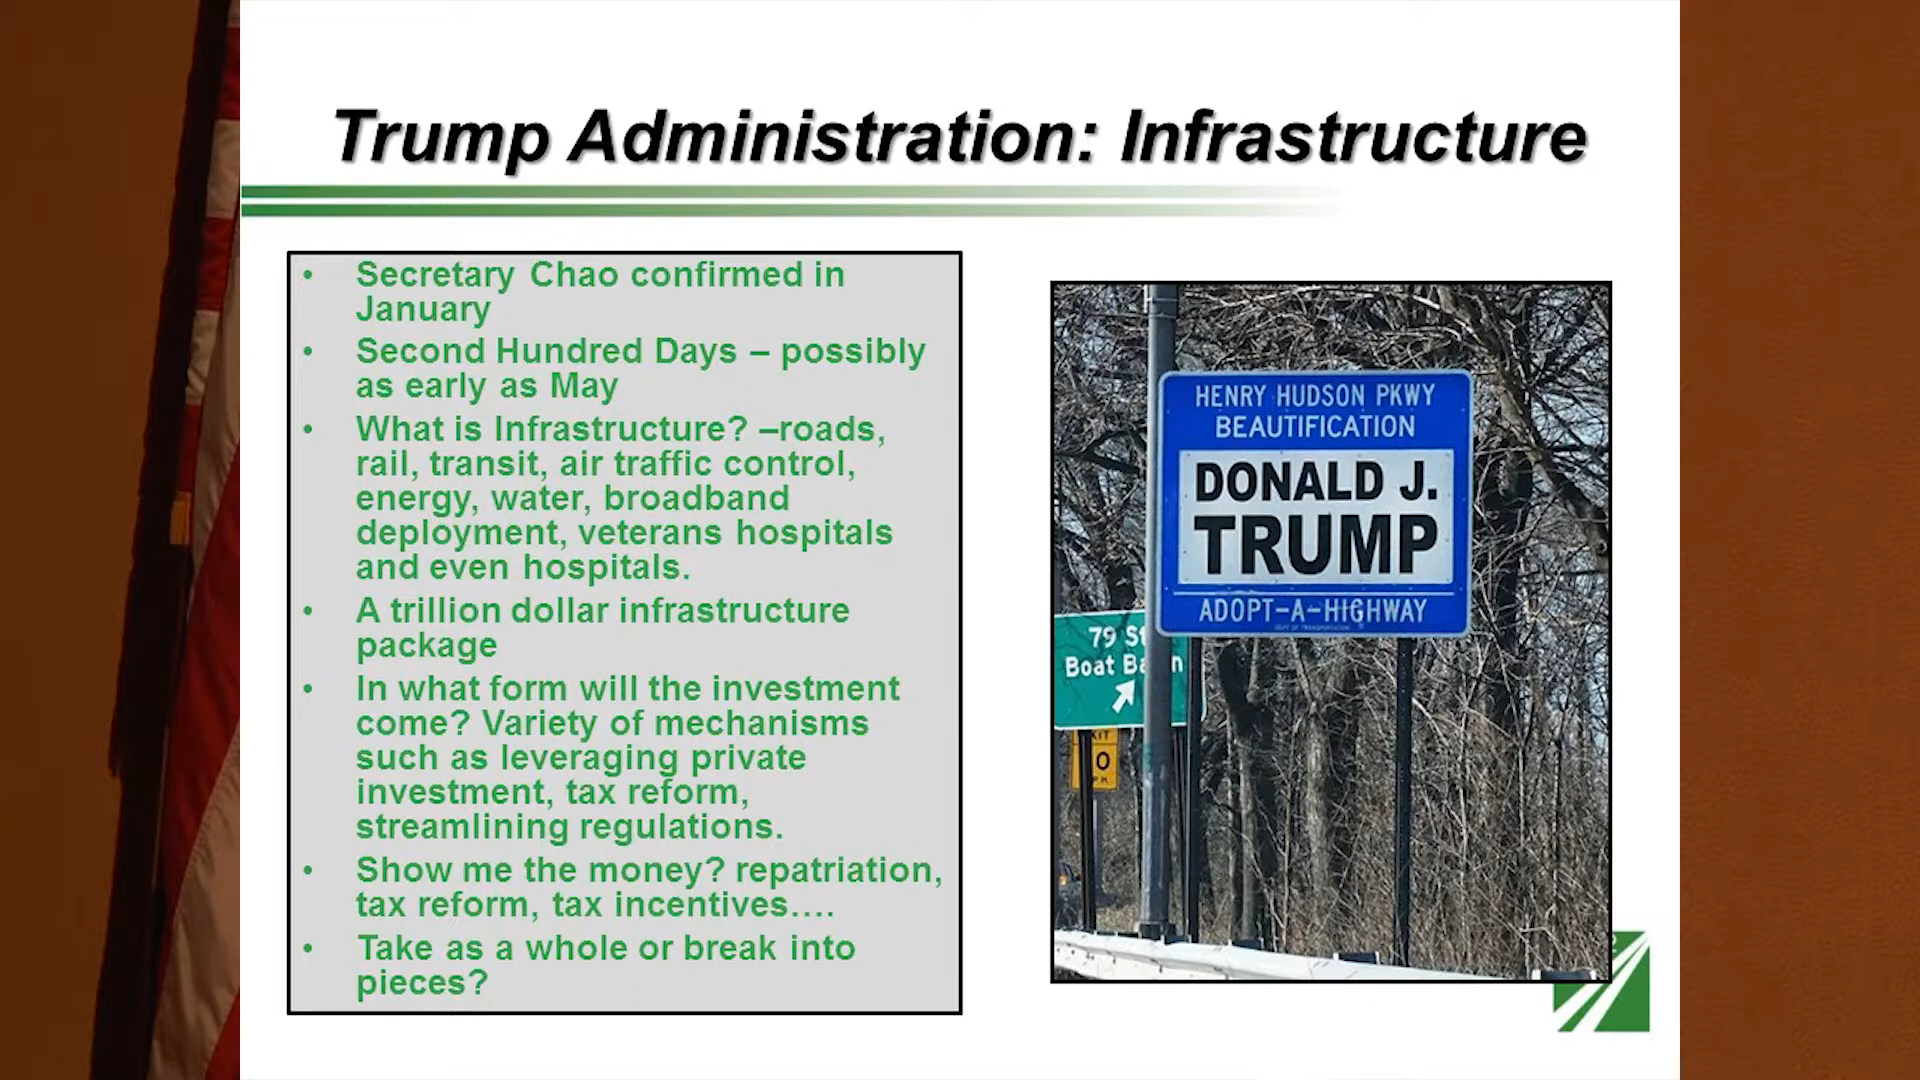 Trump Administration: Infrastructure
• Secretary Chao confirmed in
January
• Second Hundred Days – possibly
as early as May
• What is Infrastructure? –roads,
rail, transit, air traffic control,
energy, water, broadband
deployment, veterans hospitals
and even hospitals.
• A trillion dollar infrastructure
package
• In what form will the investment
come? Variety of mechanisms
such as leveraging private
investment, tax reform,
streamlining regulations.
• Show me the money? repatriation,
tax reform, tax incentives….
• Take as a whole or break into
pieces?
HENRY HUDSON PKWY
BEAUTIFICATION
DONALD J.
TRUMP
ADOPT-A-HIGHWAY
79 St
Boat